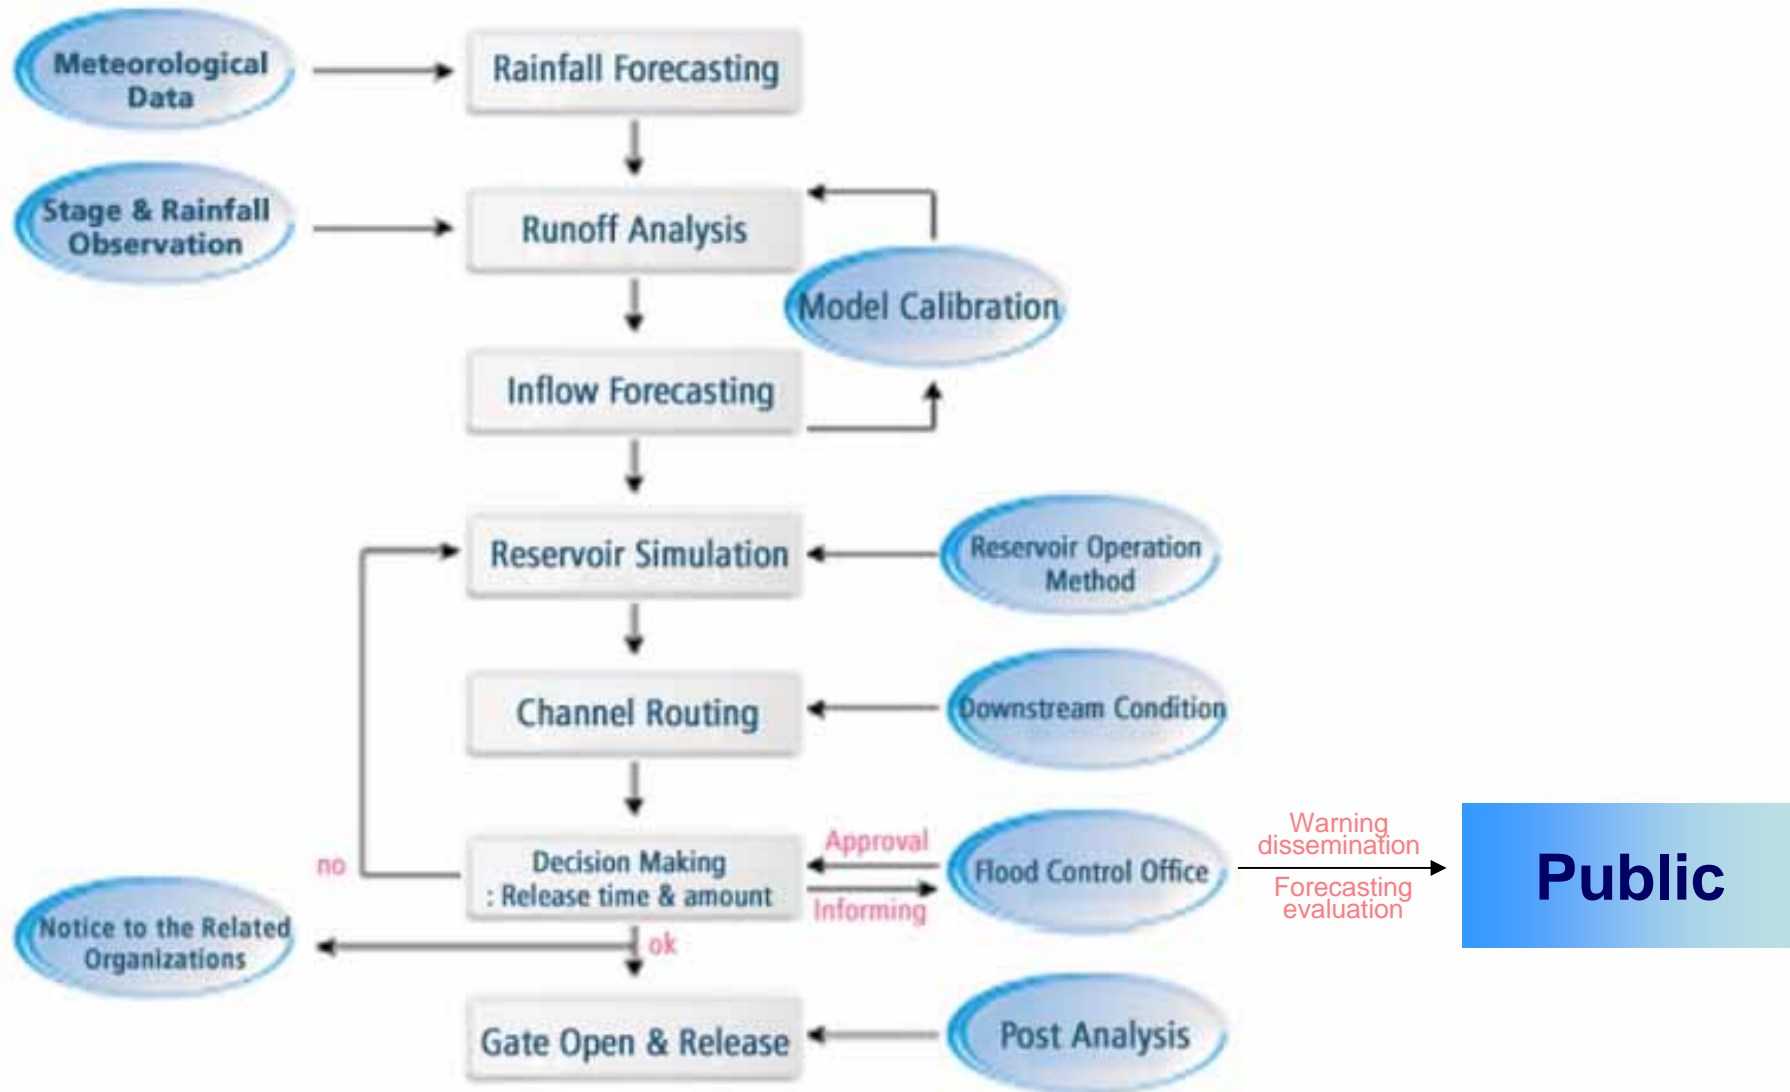 Meteorological
Data
Rainfall Forecasting
Stage & Rainfall
Observation
Runoff Analysis
Model Calibration
Inflow Forecasting
Reservoir Simulation
Reservoir Operation
Method
Channel Routing
Downstream Condition
no
Decision Making
: Release time & amount
Approval
Informing
Flood Control Office
Warning
dissemination
Forecasting
evaluation
Public
Notice to the Related
Organizations
ok
Gate Open & Release
Post Analysis